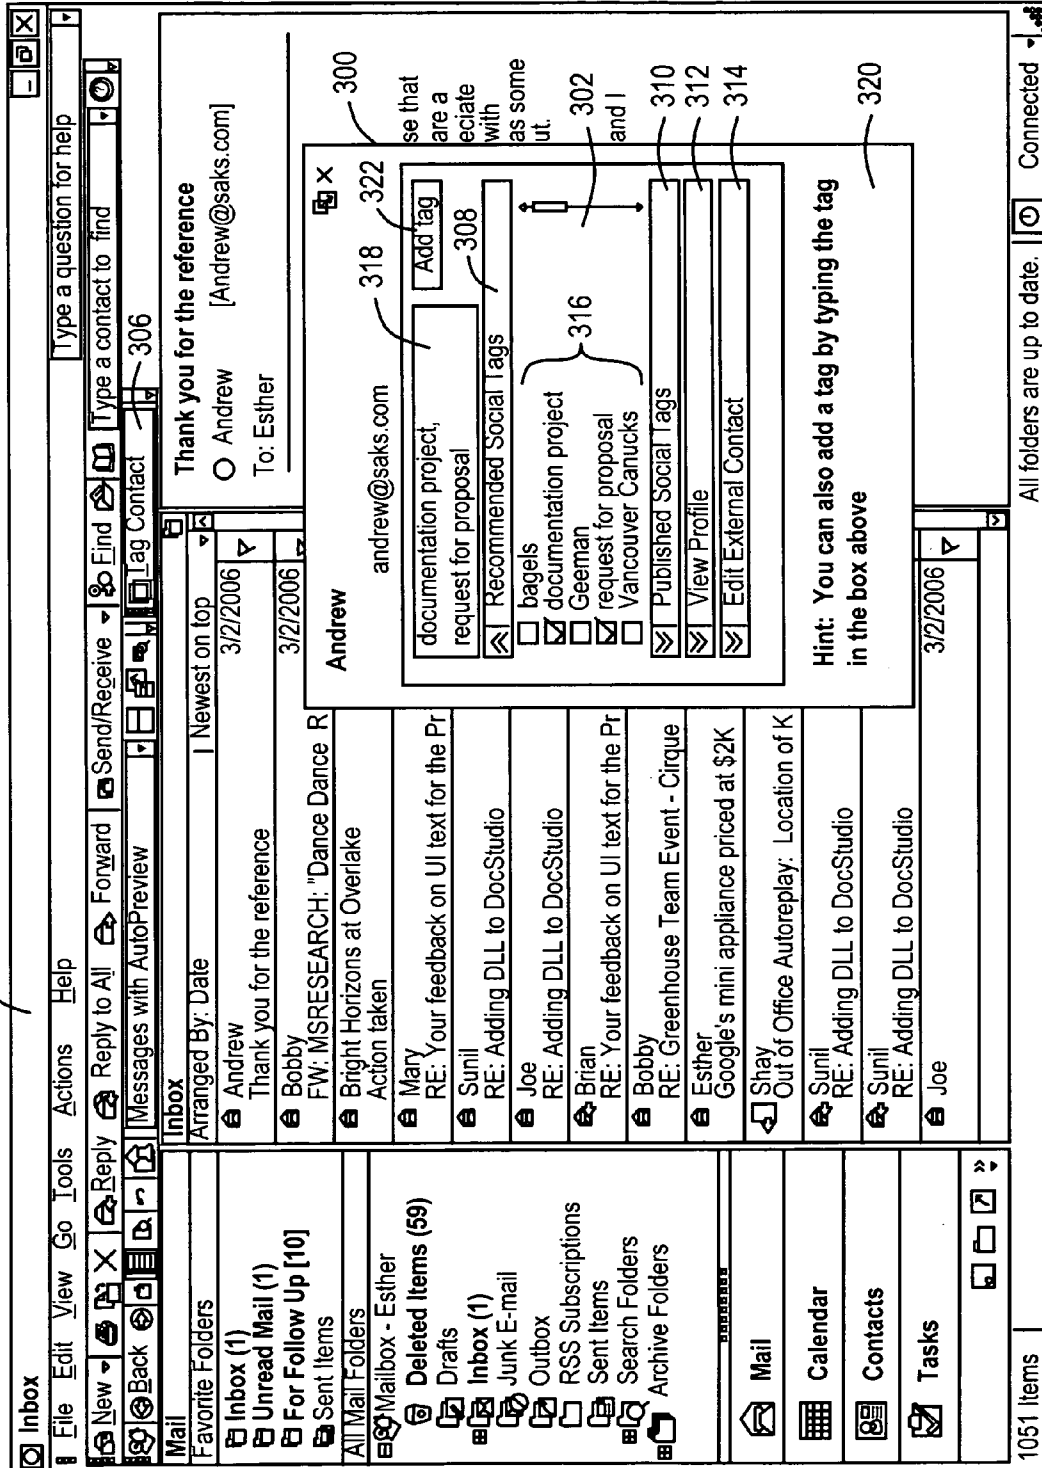 Inbox
File Edit View Go Tools Actions Help
Type a question for help
New Reply Reply to All Forward Send/Receive Find Type a contact to find
Back Messages with AutoPreview Tag Contact
306
Mail
Favorite Folders
Inbox (1)
Unread Mail (1)
For Follow Up [10]
Sent Items
All Mail Folders
Mailbox - Esther
Deleted Items (59)
Drafts
Inbox (1)
Junk E-mail
Outbox
RSS Subscriptions
Sent Items
Search Folders
Archive Folders
Mail
Calendar
Contacts
Tasks
Inbox
Arranged By: Date Newest on top
Andrew 3/2/2006
Thank you for the reference
Bobby 3/2/2006
FW: MSRESEARCH: "Dance Dance R
Bright Horizons at Overlake
Action taken
Mary
RE: Your feedback on UI text for the Pr
Sunil
RE: Adding DLL to DocStudio
Joe
RE: Adding DLL to DocStudio
Brian
RE: Your feedback on UI text for the Pr
Bobby
RE: Greenhouse Team Event - Cirque
Esther
Google's mini appliance priced at $2K
Shay
Out of Office Autoreplay: Location of K
Sunil
RE: Adding DLL to DocStudio
Sunil
RE: Adding DLL to DocStudio
Joe 3/2/2006
Thank you for the reference
Andrew [Andrew@saks.com]
To: Esther
se that
are a
eciate
with
as some
ut.
and I
300
Andrew
andrew@saks.com
documentation project,
request for proposal
Add tag
318
322
Recommended Social Tags
308
bagels
documentation project
Geeman
request for proposal
Vancouver Canucks
316
302
Published Social Tags
310
View Profile
312
Edit External Contact
314
Hint: You can also add a tag by typing the tag
in the box above
320
1051 Items All folders are up to date. Connected